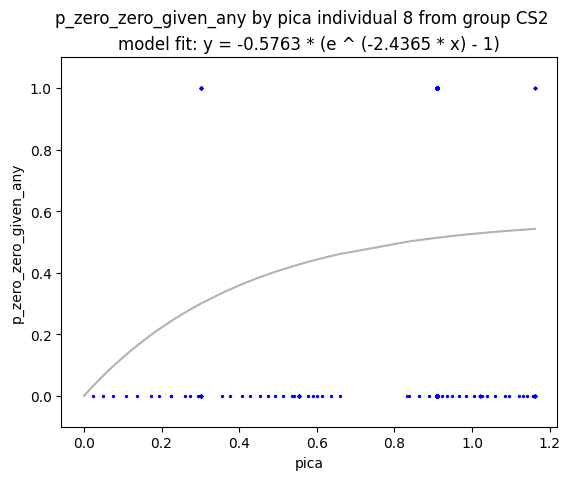 p_zero_zero_given_any by pica individual 8 from group CS2
model fit: y = -0.5763 * (e ^ (-2.4365 * x) - 1)
p_zero_zero_given_any
1.0
0.8
0.6
0.4
0.2
0.0
0.0 0.2 0.4 0.6 0.8 1.0 1.2
pica